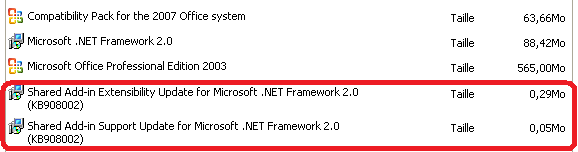 Compatibility Pack for the 2007 Office system Taille 63,66Mo
Microsoft .NET Framework 2.0 Taille 88,42Mo
Microsoft Office Professional Edition 2003 Taille 565,00Mo
Shared Add-in Extensibility Update for Microsoft .NET Framework 2.0 Taille 0,29Mo
(KB908002)
Shared Add-in Support Update for Microsoft .NET Framework 2.0 Taille 0,05Mo
(KB908002)